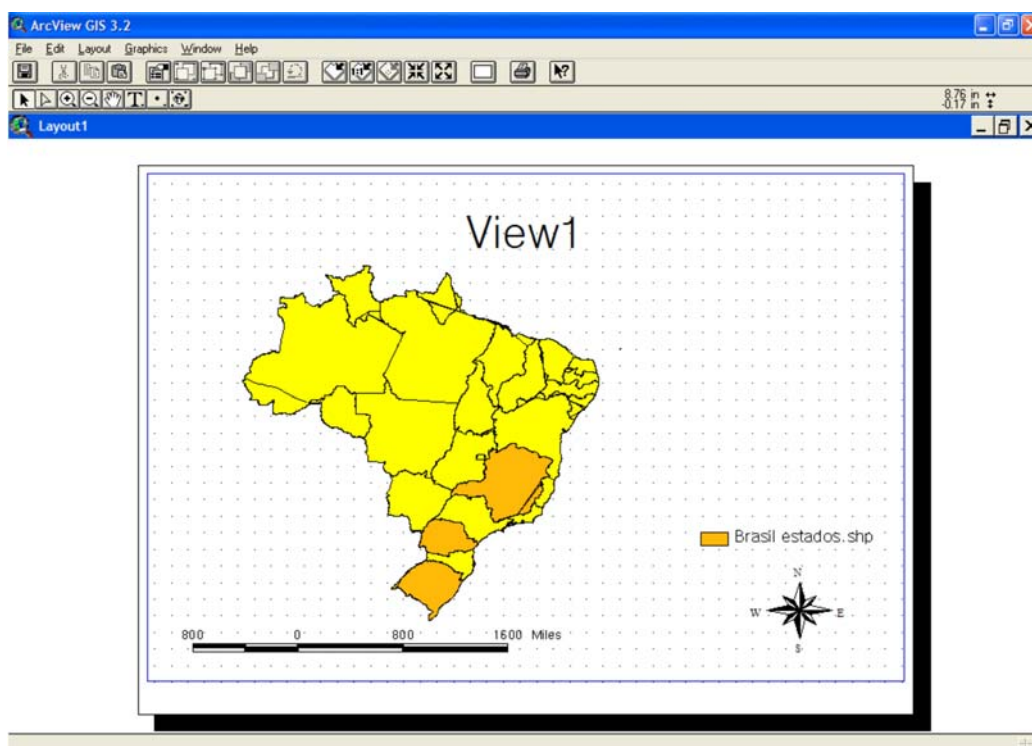 ArcView GIS 3.2
File Edit Layout Graphics Window Help
8.76 in
-0.17 in
Layout1
View1
Brasil estados.shp
N
W E
S
800 0 800 1600 Miles